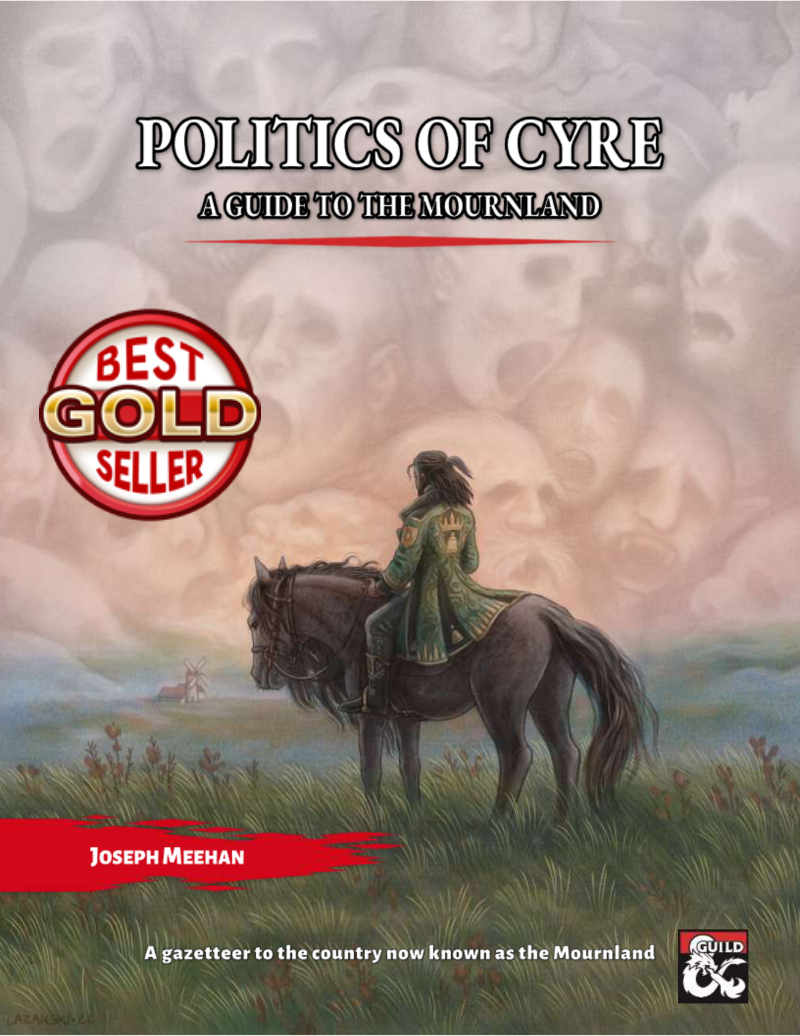 POLITICS OF CYRE
A GUIDE TO THE MOURNLAND
BEST
GOLD
SELLER
JOSEPH MEEHAN
A gazetteer to the country now known as the Mournland
GUILD